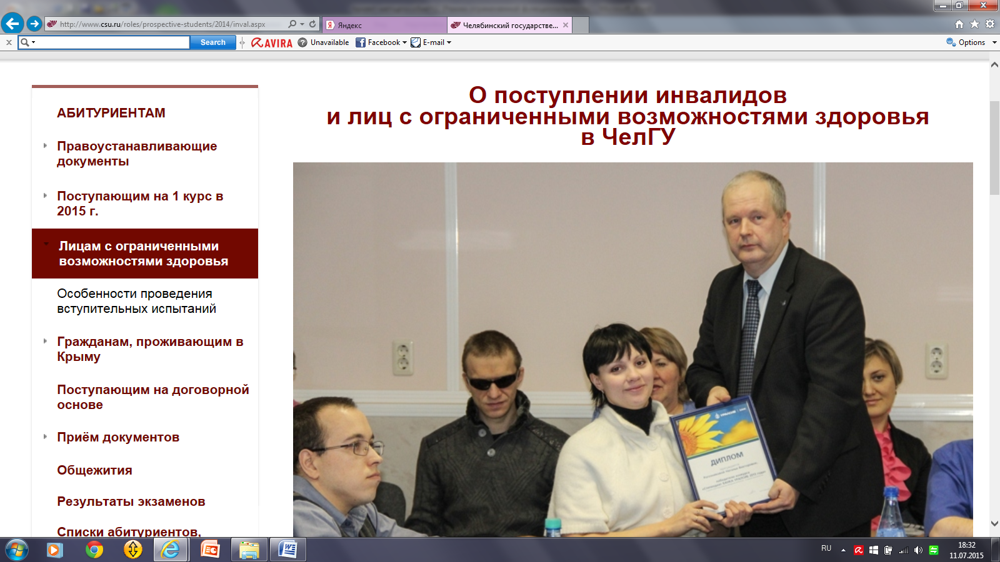 http://www.csu.ru/roles/prospective-students/2014/inval.aspx
Яндекс
Челябинский государстве...
Search
AVIRA
Unavailable
Facebook
E-mail
Options
АБИТУРИЕНТАМ
Правоустанавливающие
документы
Поступающим на 1 курс в
2015 г.
Лицам с ограниченными
возможностями здоровья
Особенности проведения
вступительных испытаний
Гражданам, проживающим в
Крыму
Поступающим на договорной
основе
Приём документов
Общежития
Результаты экзаменов
Списки абитуриентов,
О поступлении инвалидов
и лиц с ограниченными возможностями здоровья
в ЧелГУ
ДИПЛОМ
RU
18:32
11.07.2015